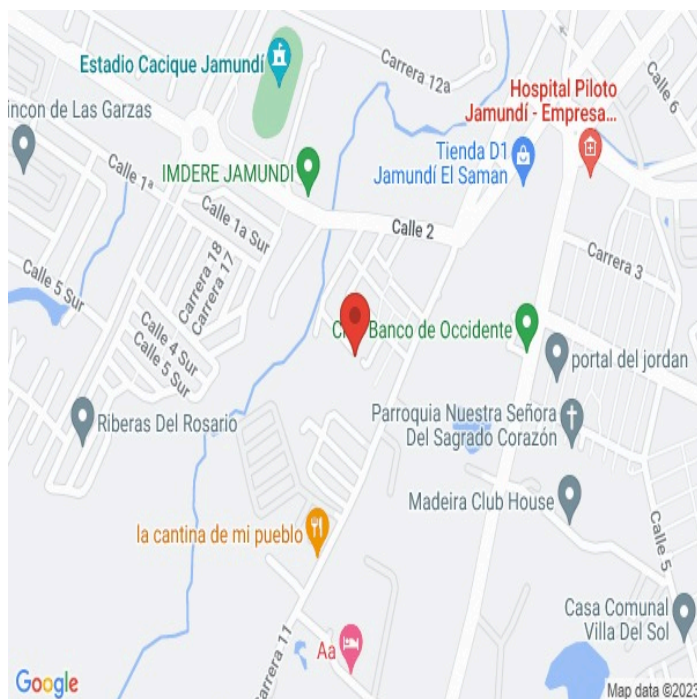 Estadio Cacique Jamundí
Carrera 12a
Calle 6
Hospital Piloto
Jamundí - Empresa...
incon de Las Garzas
Tienda D1
Jamundí El Saman
IMDERE JAMUNDI
Calle 1ª
Calle 1a Sur
Calle 2
Carrera 18
Carrera 17
Carrera 3
Calle 5 Sur
Calle 4 Sur
Calle 5 Sur
Banco de Occidente
portal del jordan
Riberas Del Rosario
Parroquia Nuestra Señora
Del Sagrado Corazón
Madeira Club House
la cantina de mi pueblo
Calle 5
Casa Comunal
Villa Del Sol
Carrera 11
Aa
Google
Map data ©2023